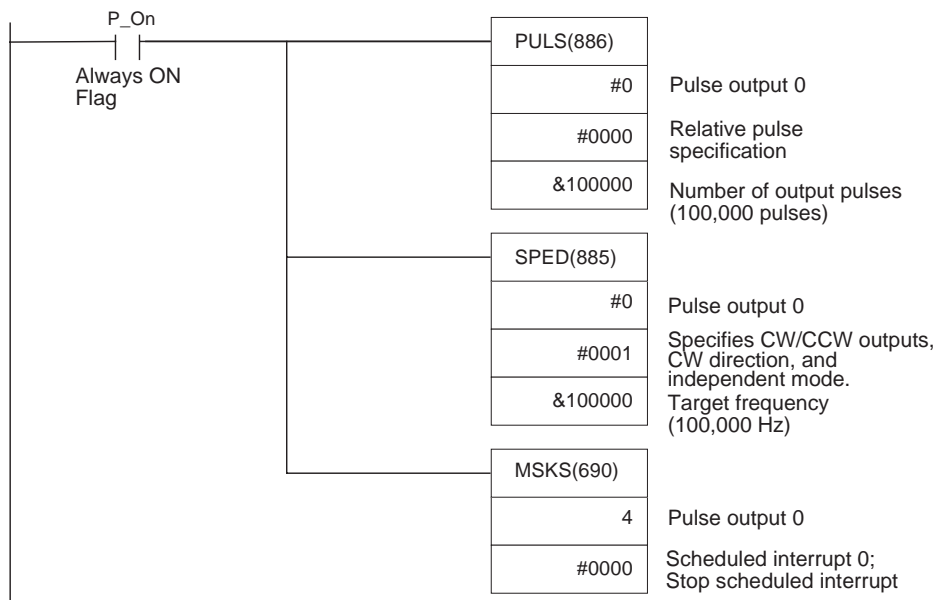 P_On
Always ON
Flag
PULS(886)
#0 Pulse output 0
#0000 Relative pulse
specification
&100000 Number of output pulses
(100,000 pulses)
SPED(885)
#0 Pulse output 0
#0001 Specifies CW/CCW outputs,
CW direction, and
independent mode.
&100000 Target frequency
(100,000 Hz)
MSKS(690)
4 Pulse output 0
#0000 Scheduled interrupt 0;
Stop scheduled interrupt